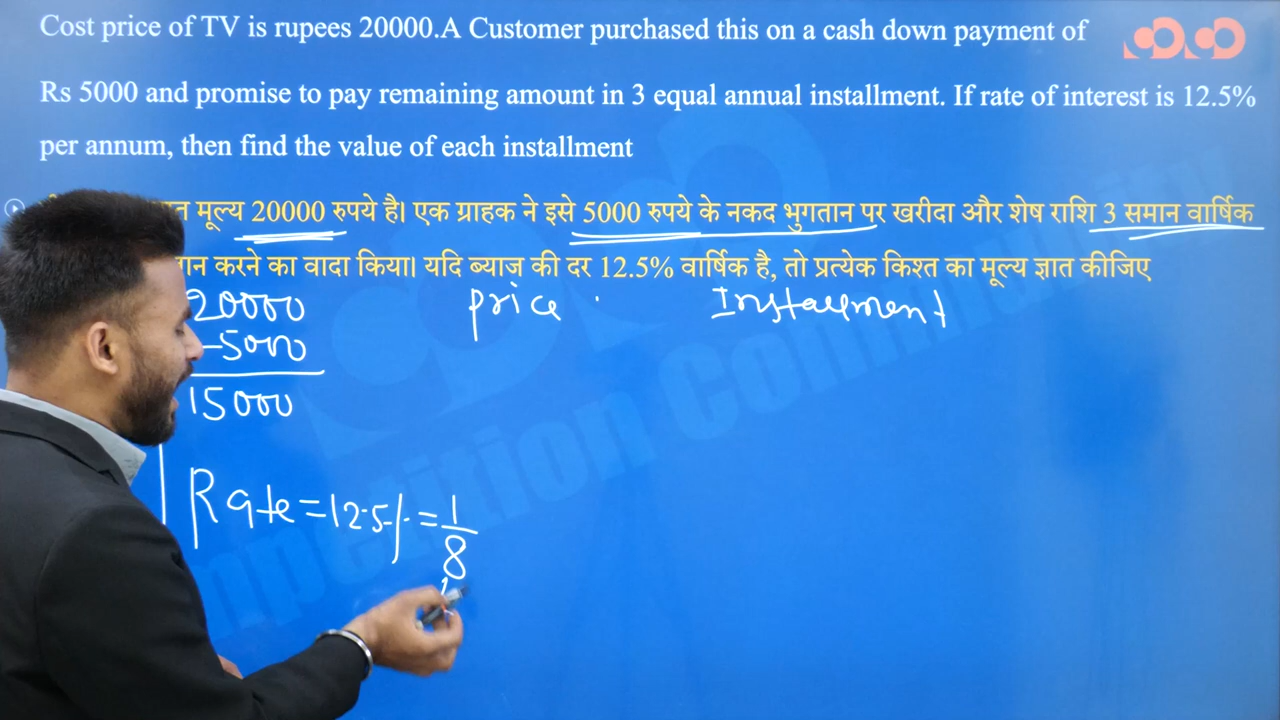 Cost price of TV is rupees 20000.A Customer purchased this on a cash down payment of
Rs 5000 and promise to pay remaining amount in 3 equal annual installment. If rate of interest is 12.5%
per annum, then find the value of each installment
मूल्य 20000 रुपये है। एक ग्राहक ने इसे 5000 रुपये के नकद भुगतान पर खरीदा और शेष राशि 3 समान वार्षिक
करने का वादा किया। यदि ब्याज की दर 12.5% वार्षिक है, तो प्रत्येक किश्त का मूल्य ज्ञात कीजिए
20000 price Installment
-5000
15000
Rate = 12.5% = 1/8